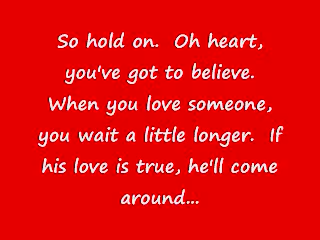 So hold on.  Oh heart,
you've got to believe.
When you love someone,
you wait a little longer.  If
his love is true, he'll come
around...